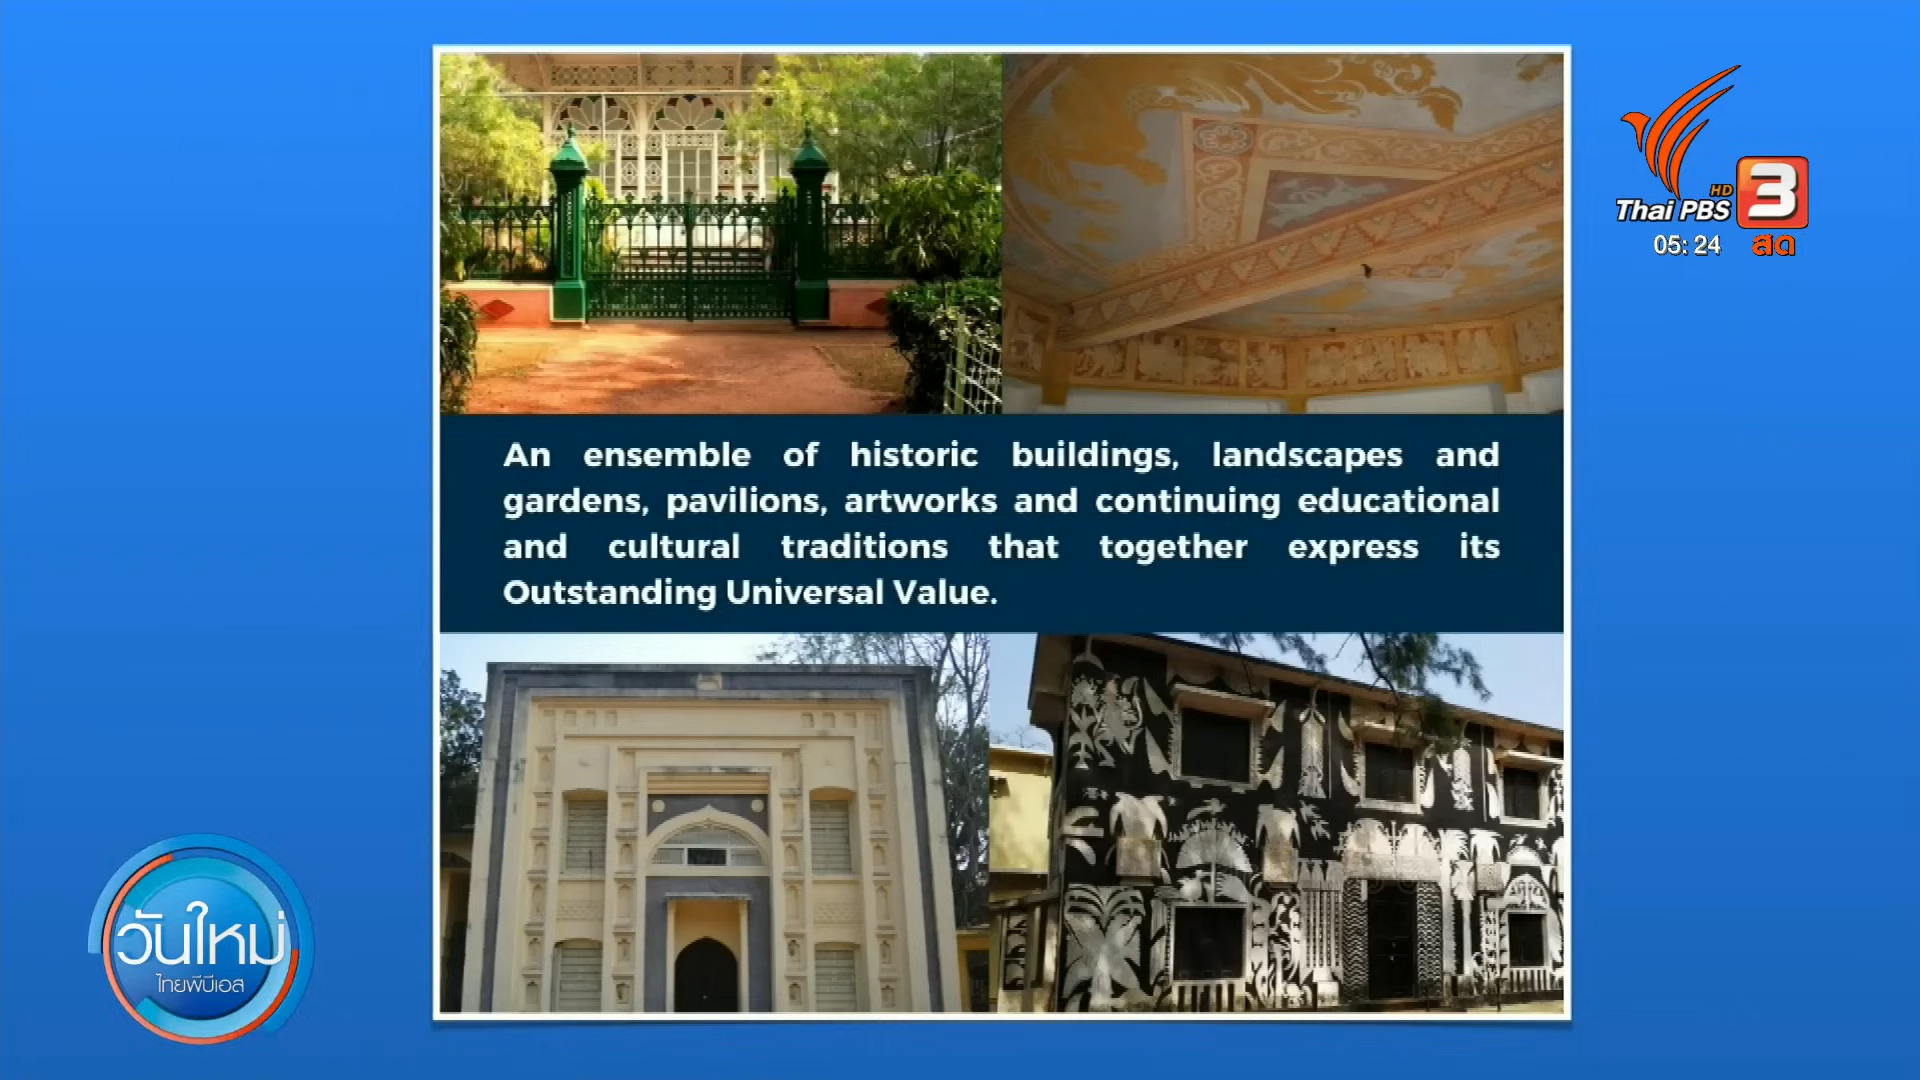 HD
Thai PBS 3
05: 24 สด
An ensemble of historic buildings, landscapes and
gardens, pavilions, artworks and continuing educational
and cultural traditions that together express its
Outstanding Universal Value.
วันใหม่
ไทยพีบีเอส